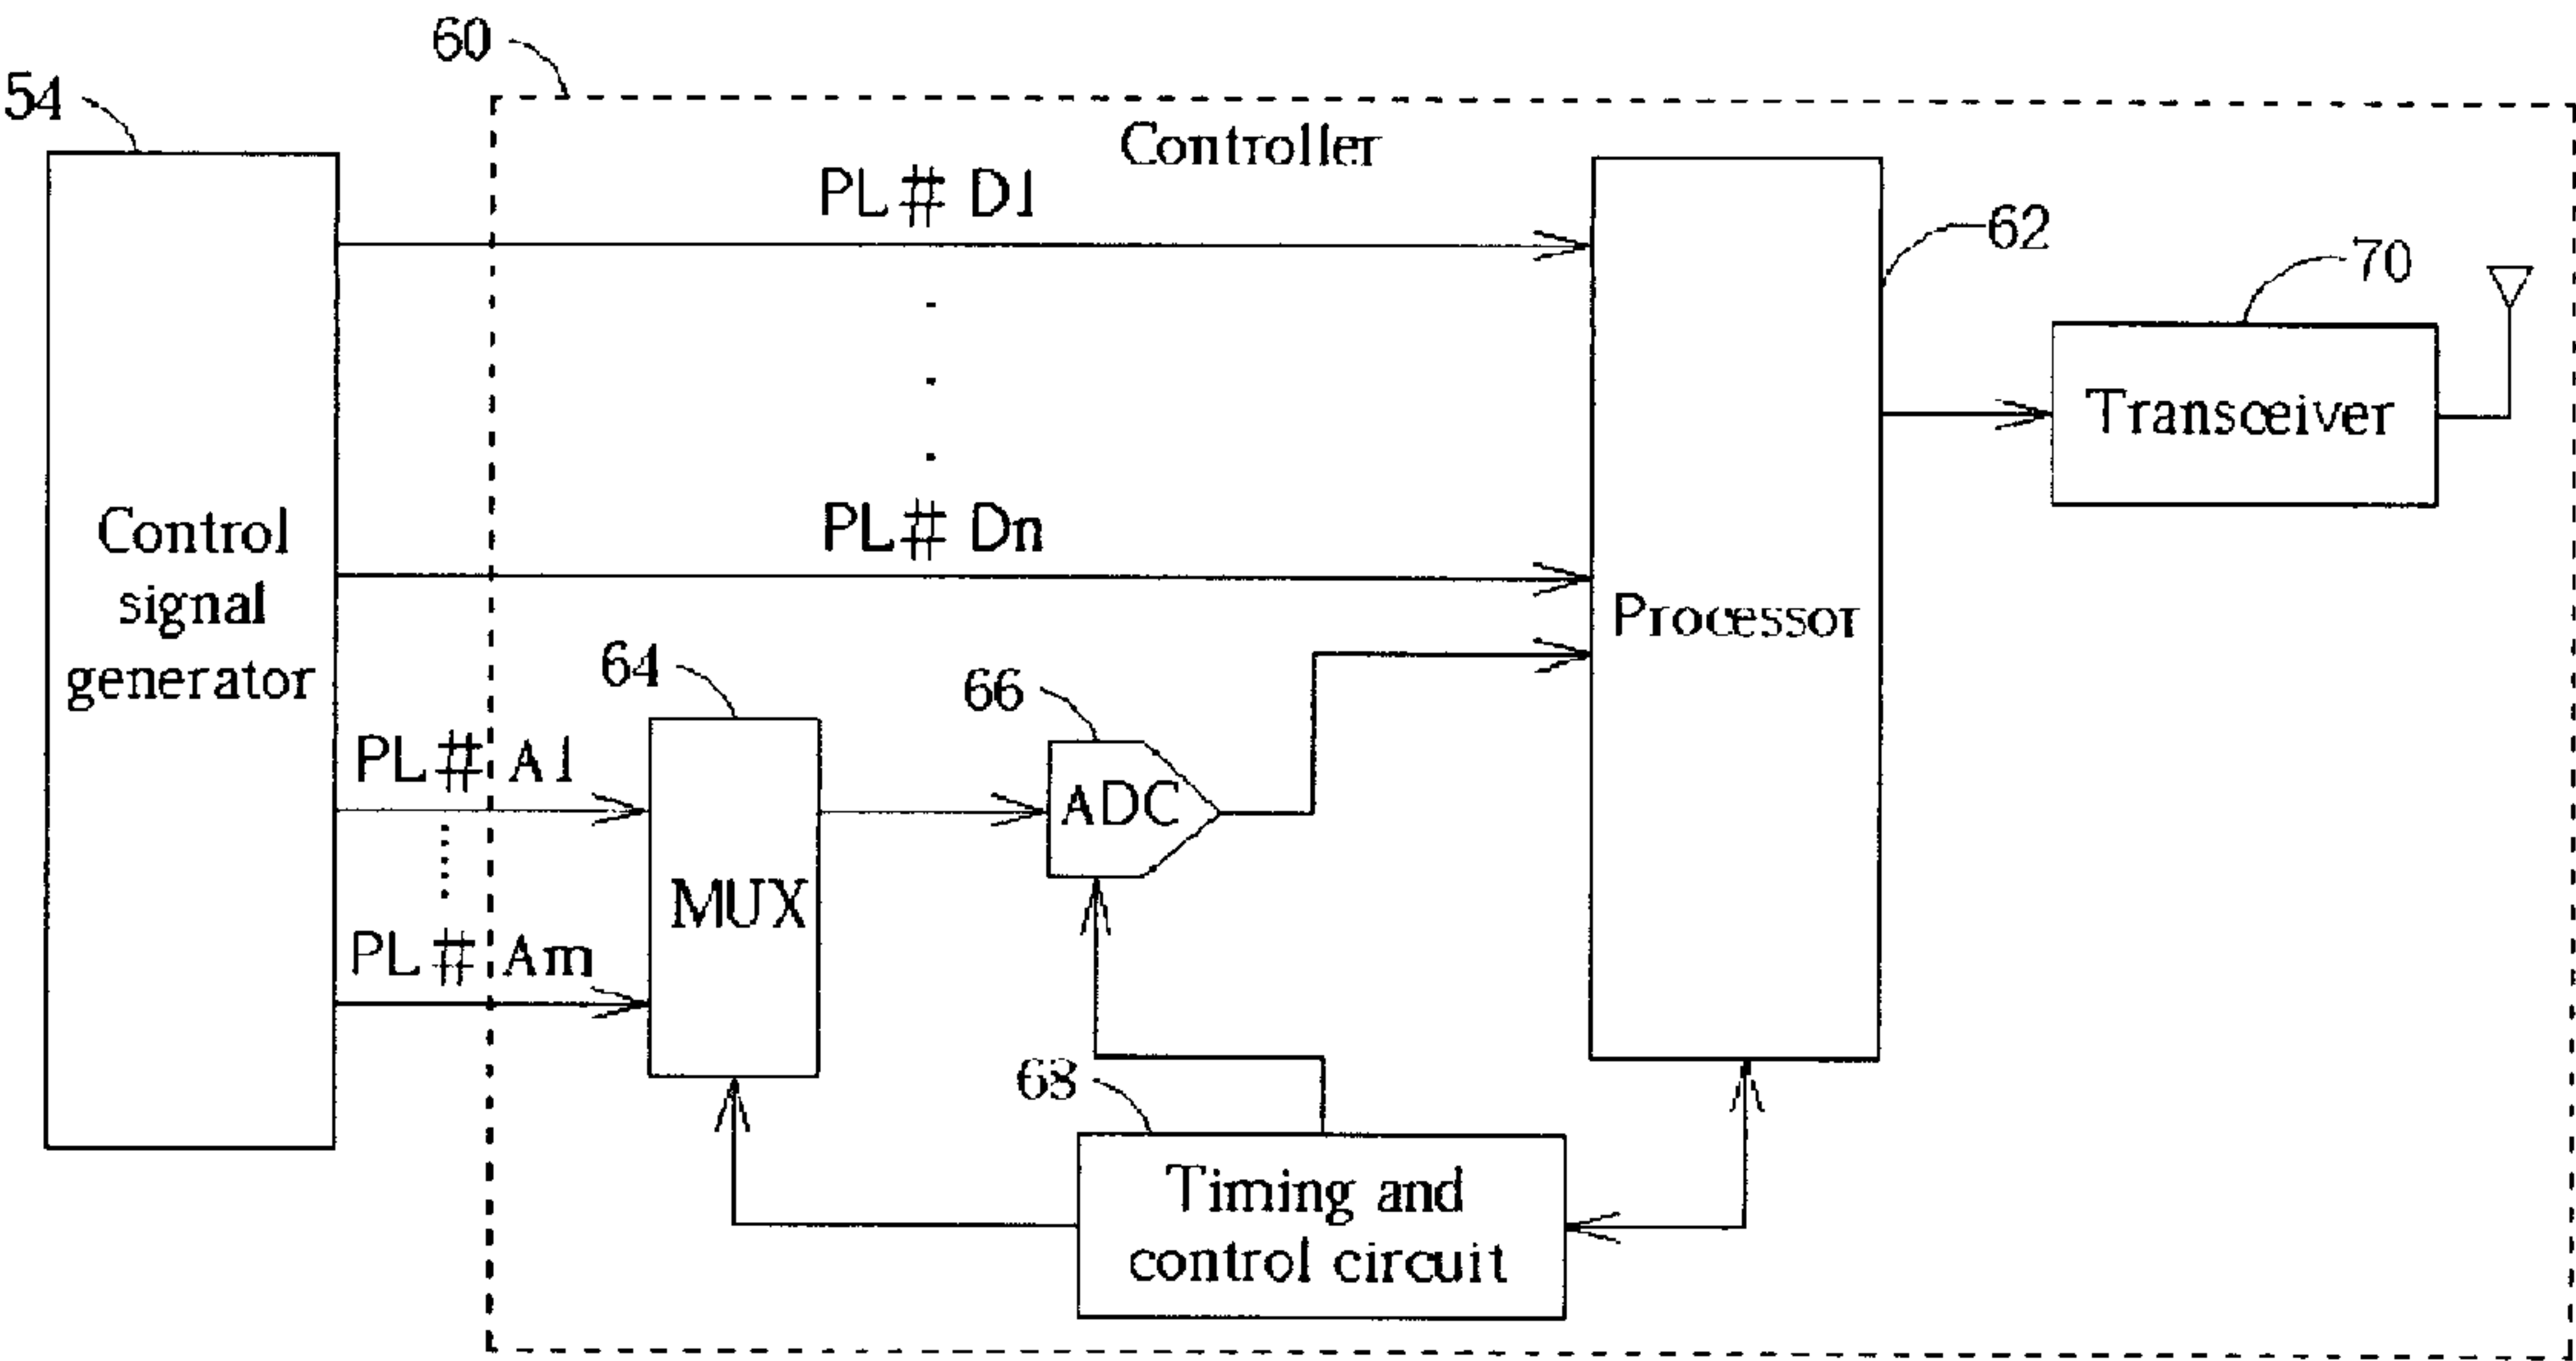 60
54
Controller
PL# D1
62
70
Transceiver
PL# Dn
Control
signal
generator
Processor
64
66
PL# A1
ADC
MUX
PL# Am
68
Timing and
control circuit